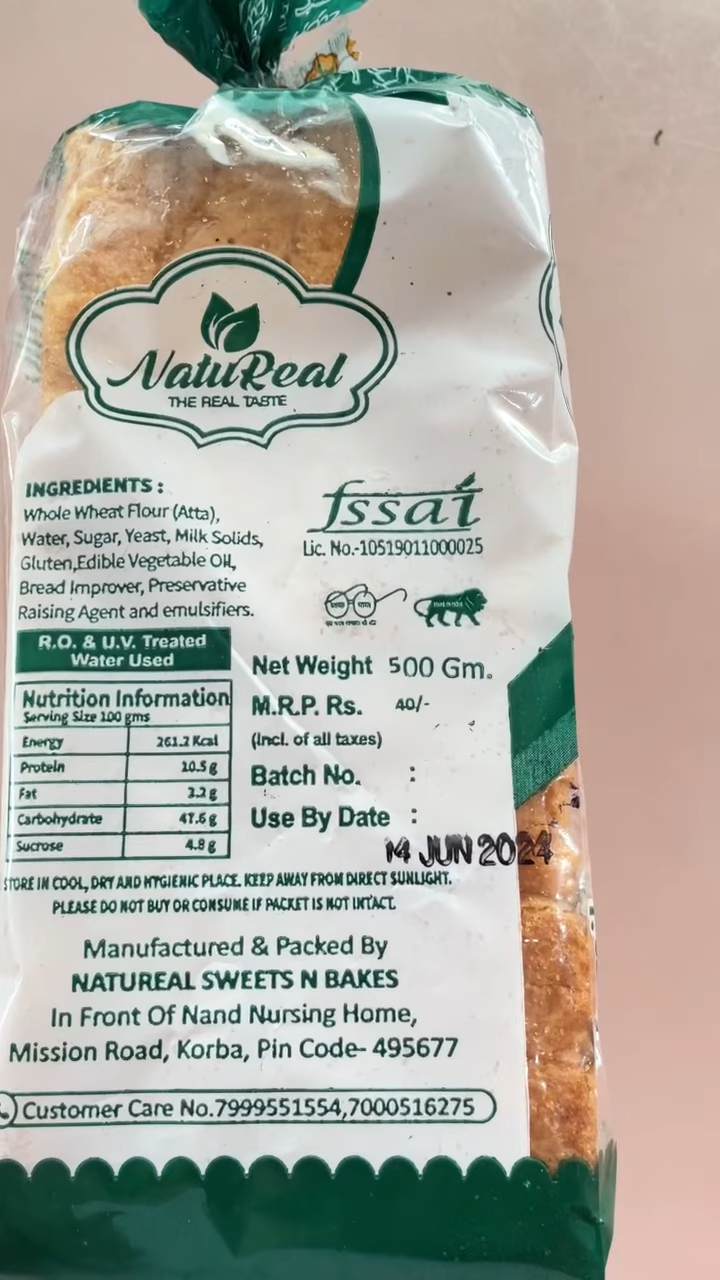 NatuReal
THE REAL TASTE
INGREDIENTS :
Whole Wheat Flour (Atta),
Water, Sugar, Yeast, Milk Solids,
Gluten,Edible Vegetable Oil,
Bread Improver, Preservative
Raising Agent and emulsifiers.
fssai
Lic. No.-10519011000025
R.O. & U.V. Treated
Water Used
Nutrition Information
Serving Size 100 gms
Energy 261.2 Kcal
Protein 10.5 g
Fat 3.2 g
Carbohydrate 47.6 g
Sucrose 4.8 g
Net Weight 500 Gm.
M.R.P. Rs. 40/-
(Incl. of all taxes)
Batch No. :
Use By Date :
14 JUN 2024
STORE IN COOL, DRY AND HYGIENIC PLACE. KEEP AWAY FROM DIRECT SUNLIGHT.
PLEASE DO NOT BUY OR CONSUME IF PACKET IS NOT INTACT.
Manufactured & Packed By
NATUREAL SWEETS N BAKES
In Front Of Nand Nursing Home,
Mission Road, Korba, Pin Code- 495677
Customer Care No.7999551554,7000516275